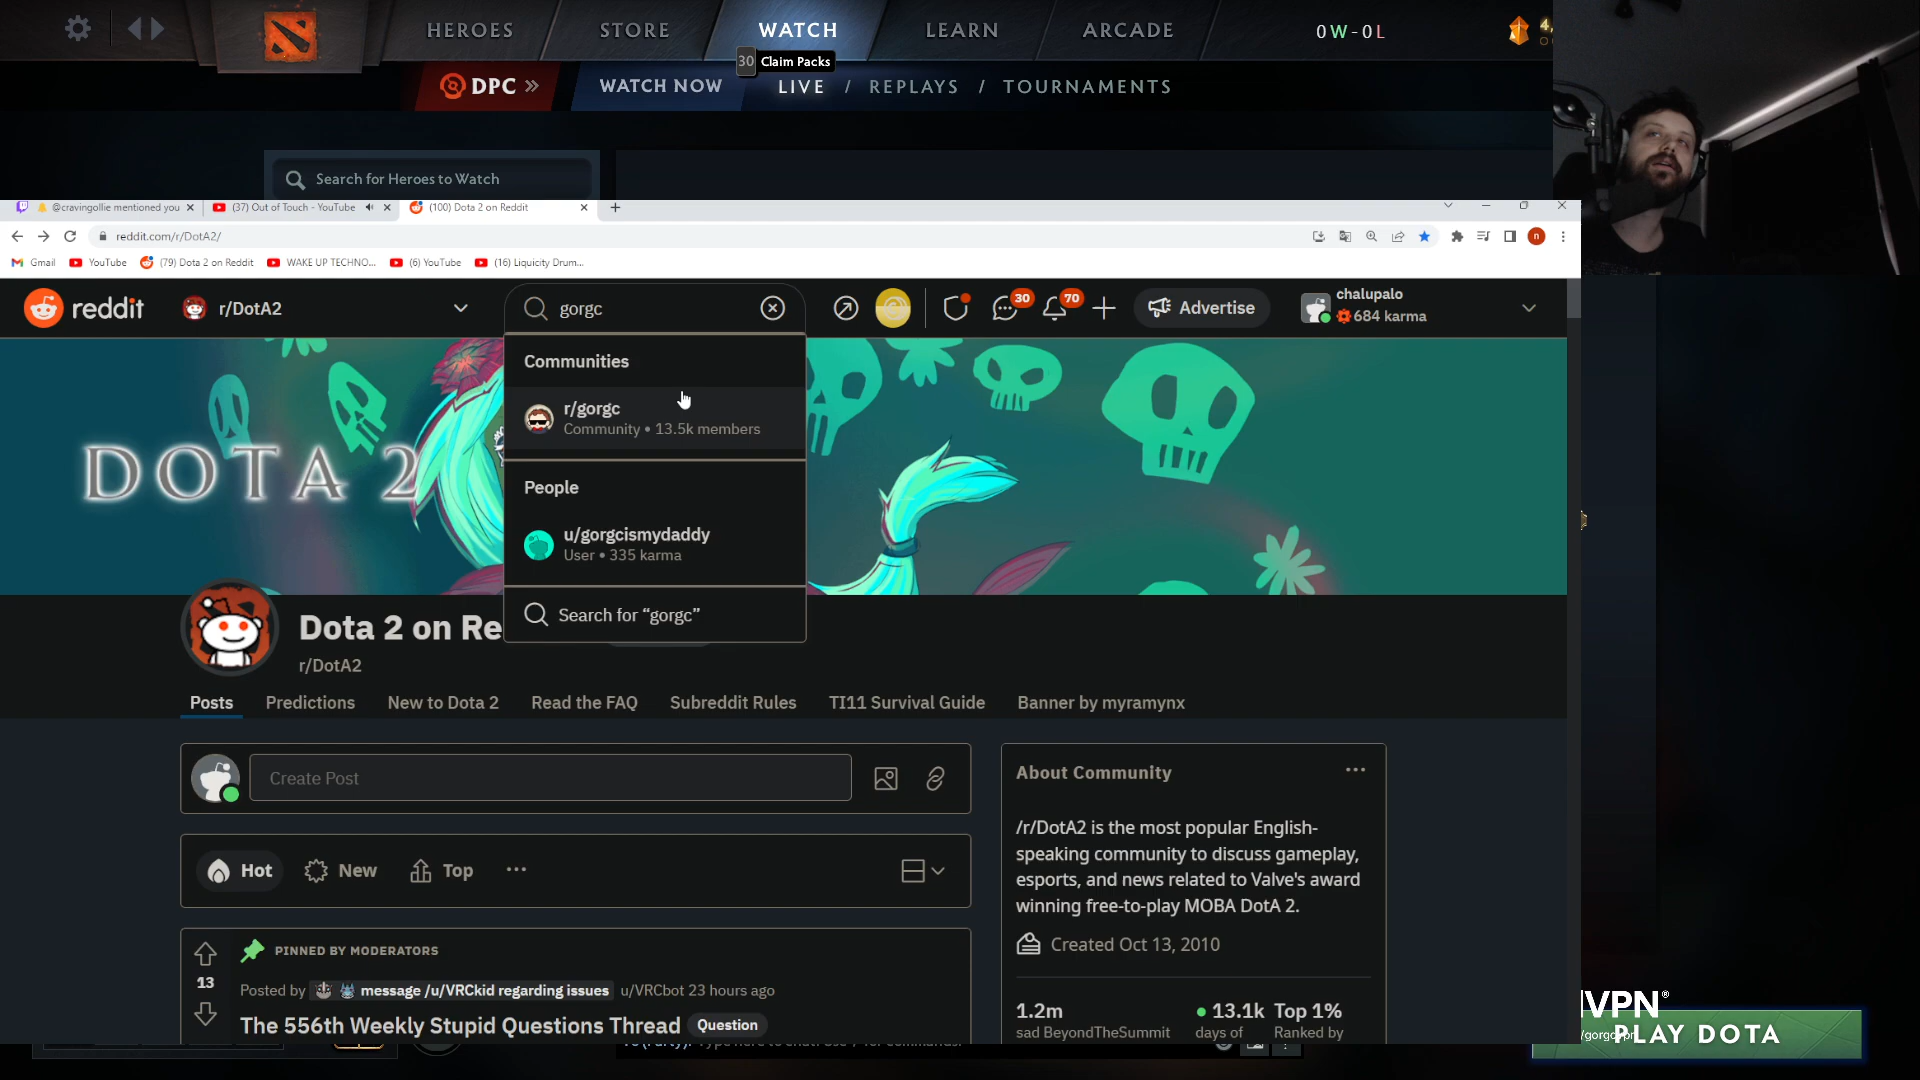 HEROES
STORE
WATCH
LEARN
ARCADE
0 W - 0 L
30 Claim Packs
DPC
WATCH NOW
LIVE / REPLAYS / TOURNAMENTS
Search for Heroes to Watch
@cravingollie mentioned you
(37) Out of Touch - YouTube
(100) Dota 2 on Reddit
reddit.com/r/DotA2/
n
Gmail
YouTube
(79) Dota 2 on Reddit
WAKE UP TECHNO...
(6) YouTube
(16) Liquicity Drum...
reddit
r/DotA2
gorgc
30
70
Advertise
chalupalo
684 karma
DOTA 2
Communities
r/gorgc
Community • 13.5k members
People
u/gorgcismydaddy
User • 335 karma
Search for “gorgc”
Dota 2 on Re
r/DotA2
Posts
Predictions
New to Dota 2
Read the FAQ
Subreddit Rules
TI11 Survival Guide
Banner by myramynx
Create Post
Hot
New
Top
PINNED BY MODERATORS
13
Posted by message /u/VRCkid regarding issues u/VRCbot 23 hours ago
The 556th Weekly Stupid Questions Thread Question
About Community
/r/DotA2 is the most popular English-
speaking community to discuss gameplay,
esports, and news related to Valve's award
winning free-to-play MOBA DotA 2.
Created Oct 13, 2010
1.2m
sad BeyondTheSummit
13.1k
days of
Top 1%
Ranked by
VPN®
PLAY DOTA